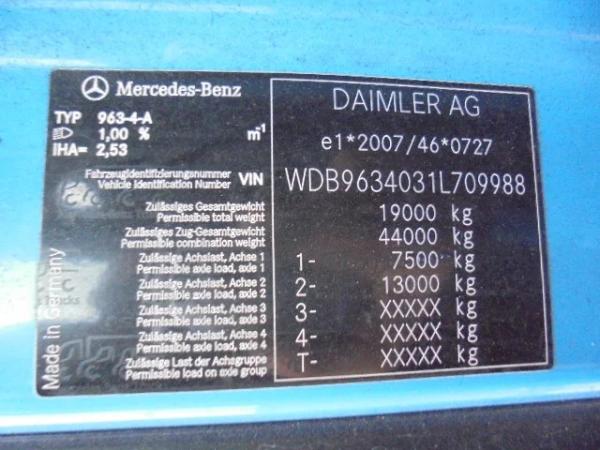 Mercedes-Benz
DAIMLER AG
TYP 963-4-A
1,00 % m-1
IHA= 2,53
e1*2007/46*0727
Fahrzeugidentifizierungsnummer
Vehicle Identification Number VIN WDB9634031L709988
Zulässiges Gesamtgewicht
Permissible total weight 19000 kg
Zulässiges Zug-Gesamtgewicht
Permissible combination weight 44000 kg
Zulässige Achslast, Achse 1
Permissible axle load, axle 1 1- 7500 kg
Zulässige Achslast, Achse 2
Permissible axle load, axle 2 2- 13000 kg
Zulässige Achslast, Achse 3
Permissible axle load, axle 3 3- XXXXX kg
Zulässige Achslast, Achse 4
Permissible axle load, axle 4 4- XXXXX kg
Zulässige Last der Achsgruppe
Permissible load on axle group T- XXXXX kg
Made in Germany